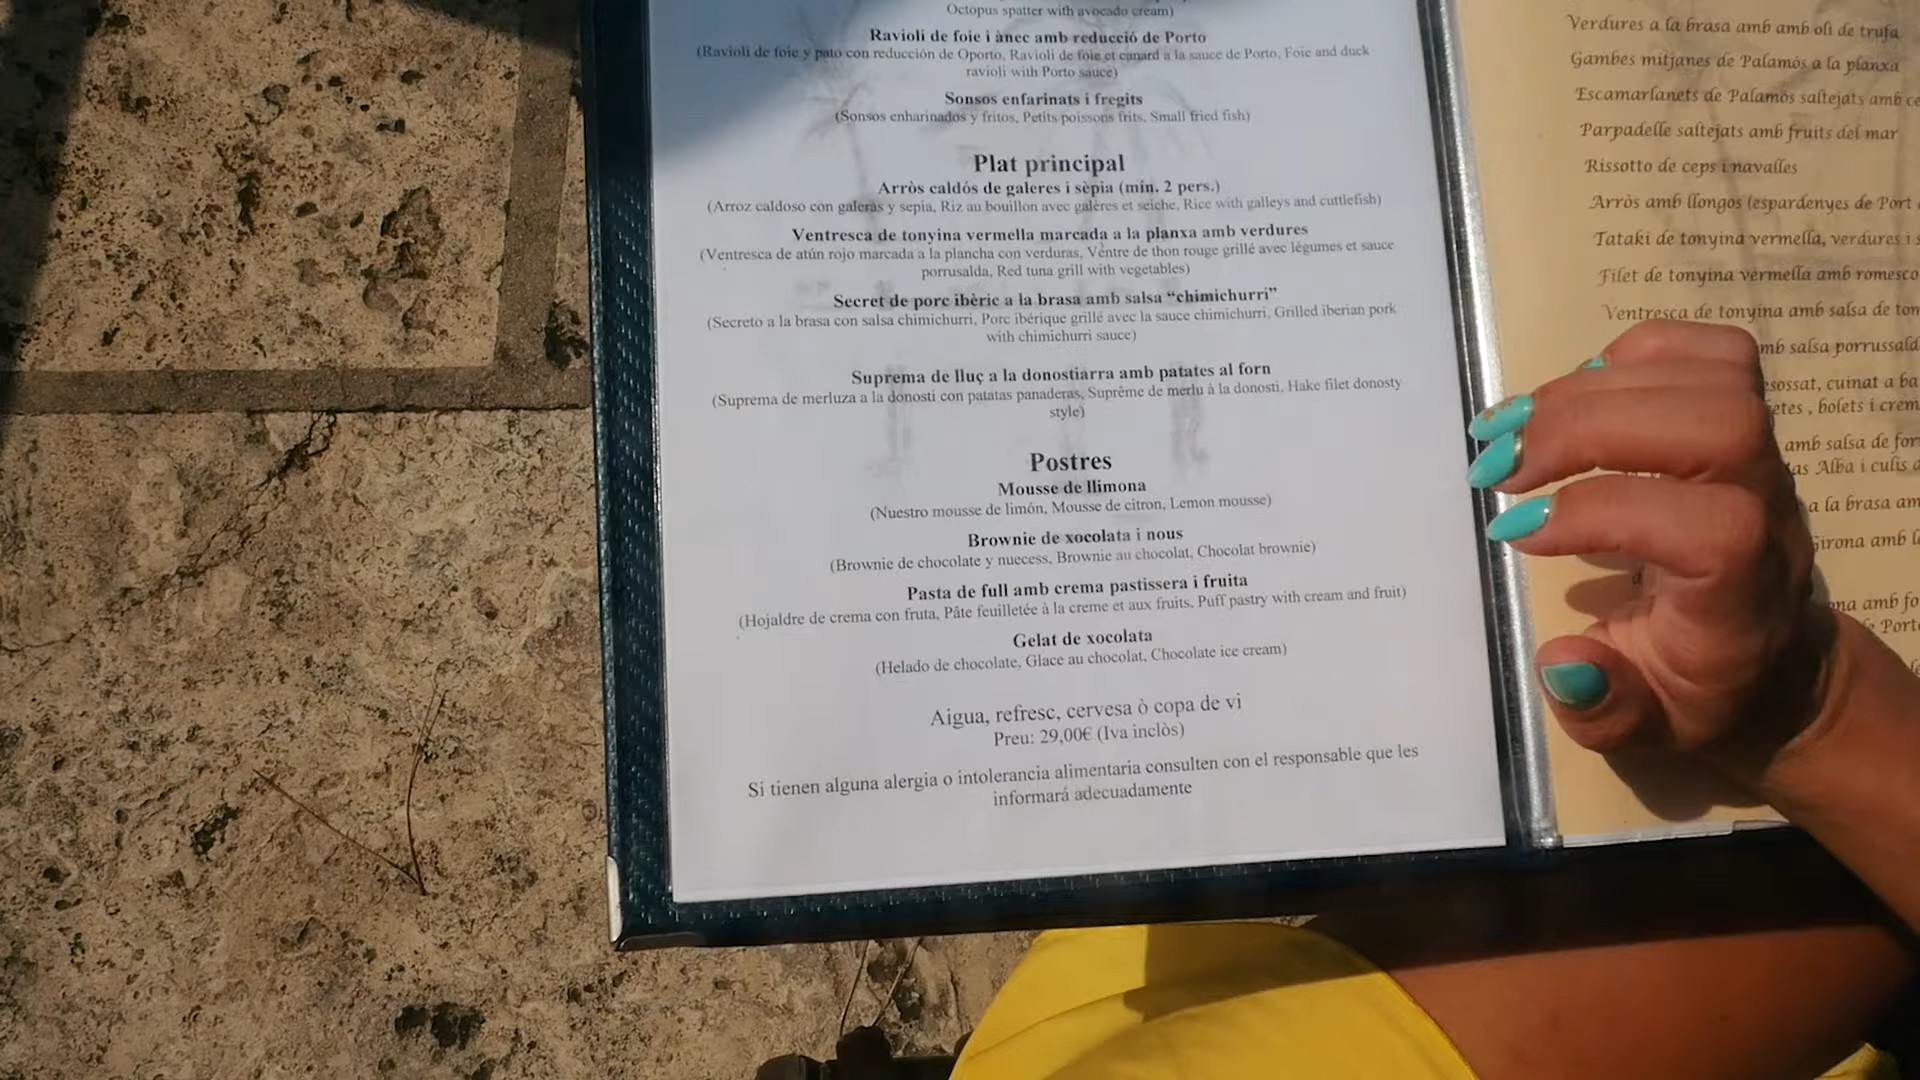 Octopus spatter with avocado cream)
Ravioli de foie i ànec amb reducció de Porto
(Ravioli de foie y pato con reducción de Oporto, Ravioli de foie et canard a la sauce de Porto, Foie and duck
ravioli with Porto sauce)
Sonsos enfarinats i fregits
(Sonsos enharinados y fritos, Petits poissons frits, Small fried fish)
Plat principal
Arròs caldós de galeres i sèpia (mín. 2 pers.)
(Arroz caldoso con galeras y sepia, Riz au bouillon avec galères et seiche, Rice with galleys and cuttlefish)
Ventresca de tonyina vermella marcada a la planxa amb verdures
(Ventresca de atún rojo marcada a la plancha con verduras, Ventre de thon rouge grillé avec légumes et sauce
porrusalda, Red tuna grill with vegetables)
Secret de porc ibèric a la brasa amb salsa “chimichurri”
(Secreto a la brasa con salsa chimichurri, Porc ibérique grillé avec la sauce chimichurri, Grilled iberian pork
with chimichurri sauce)
Suprema de lluç a la donostiarra amb patates al forn
(Suprema de merluza a la donosti con patatas panaderas, Suprême de merlu à la donosti, Hake filet donosty
style)
Postres
Mousse de llimona
(Nuestro mousse de limón, Mousse de citron, Lemon mousse)
Brownie de xocolata i nous
(Brownie de chocolate y nuecess, Brownie au chocolat, Chocolat brownie)
Pasta de full amb crema pastissera i fruita
(Hojaldre de crema con fruta, Pâte feuilletée à la creme et aux fruits, Puff pastry with cream and fruit)
Gelat de xocolata
(Helado de chocolate, Glace au chocolat, Chocolate ice cream)
Aigua, refresc, cervesa ò copa de vi
Preu: 29,00€ (Iva inclòs)
Si tienen alguna alergia o intolerancia alimentaria consulten con el responsable que les
informará adecuadamente
Verdures a la brasa amb amb oli de trufa
Gambes mitjanes de Palamós a la planxa
Escamarlanets de Palamós saltejats amb
Parpadelle saltejats amb fruits del mar
Rissotto de ceps i navalles
Arròs amb llongos (espardenyes de Port
Tataki de tonyina vermella, verdures i
Filet de tonyina vermella amb romesco
Ventresca de tonyina amb salsa de
amb salsa
cuinat a
, bolets i
amb salsa de
Alba i culis
a la brasa
Girona amb
amb